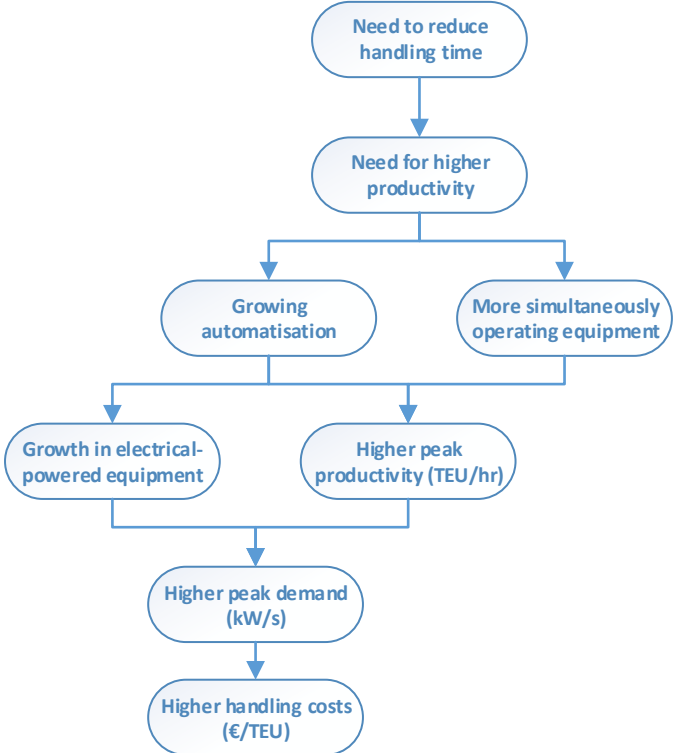 Need to reduce
handling time
Need for higher
productivity
Growing
automatisation
More simultaneously
operating equipment
Growth in electrical-
powered equipment
Higher peak
productivity (TEU/hr)
Higher peak demand
(kW/s)
Higher handling costs
(€/TEU)